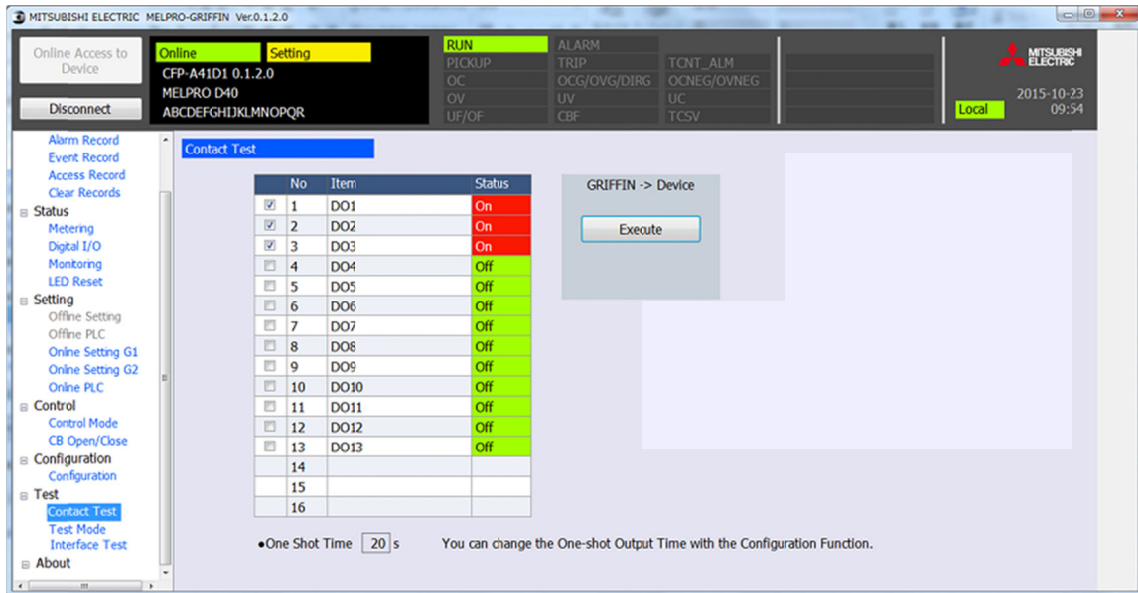 MITSUBISHI ELECTRIC MELPRO-GRIFFIN Ver.0.1.2.0
Online Access to
Device
Disconnect
Online Setting
CFP-A41D1 0.1.2.0
MELPRO D40
ABCDEFGHIJKLMNOPQR
RUN ALARM
PICKUP TRIP TCNT_ALM
OC OCG/OVG/DIRG OCNEG/OVNEG
OV UV UC
UF/OF CBF TCSV
MITSUBISHI
ELECTRIC
2015-10-23
Local 09:54
Alarm Record
Event Record
Access Record
Clear Records
Status
Metering
Digital I/O
Monitoring
LED Reset
Setting
Offline Setting
Offline PLC
Online Setting G1
Online Setting G2
Online PLC
Control
Control Mode
CB Open/Close
Configuration
Configuration
Test
Contact Test
Test Mode
Interface Test
About
Contact Test
No Item Status
1 DO1 On
2 DO2 On
3 DO3 On
4 DO4 Off
5 DO5 Off
6 DO6 Off
7 DO7 Off
8 DO8 Off
9 DO9 Off
10 DO10 Off
11 DO11 Off
12 DO12 Off
13 DO13 Off
14
15
16
GRIFFIN -> Device
Execute
●One Shot Time 20 s You can change the One-shot Output Time with the Configuration Function.